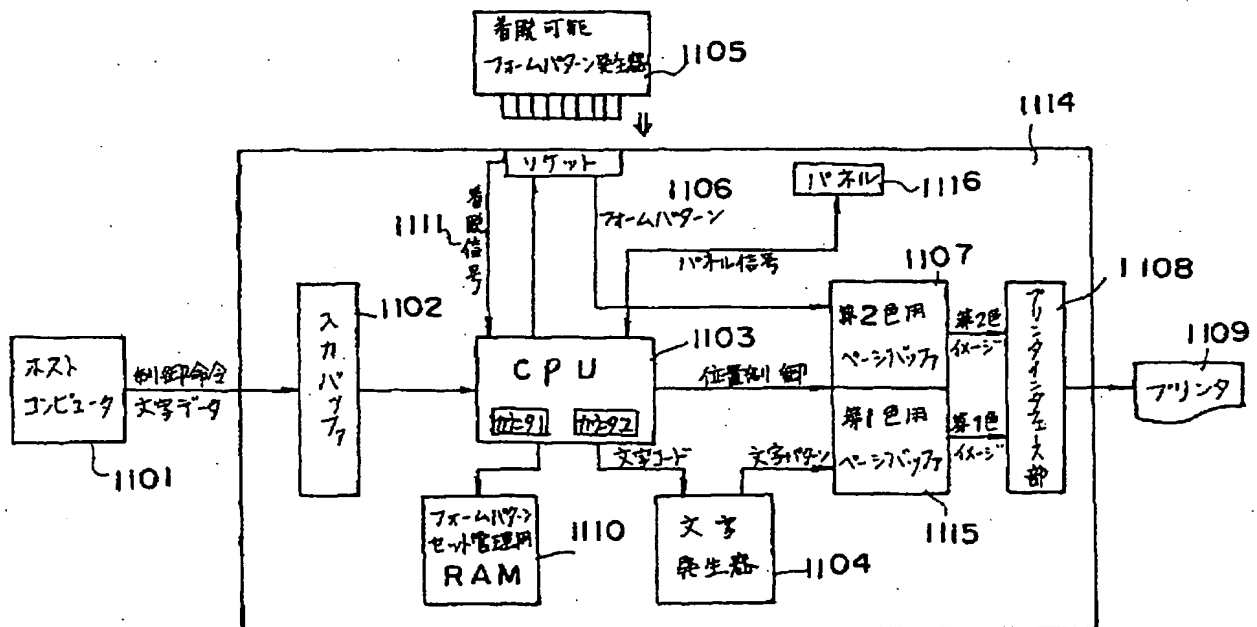 着脱可能
フォームパターン発生器
1105
1114
ソケット
パネル
1116
1106
フォームパターン
1111
着脱信号
パネル信号
1107
1108
1102
入力バッファ
1103
CPU
カウンタ1
カウンタ2
第2色用
ページバッファ
第2色
イメージ
プリンタインタフェース部
1109
プリンタ
ホスト
コンピュータ
制御命令
文字データ
位置制御
第1色用
ページバッファ
第1色
イメージ
1101
文字コード
文字パターン
フォームパターン
セット管理用
RAM
1110
文字
発生器
1104
1115